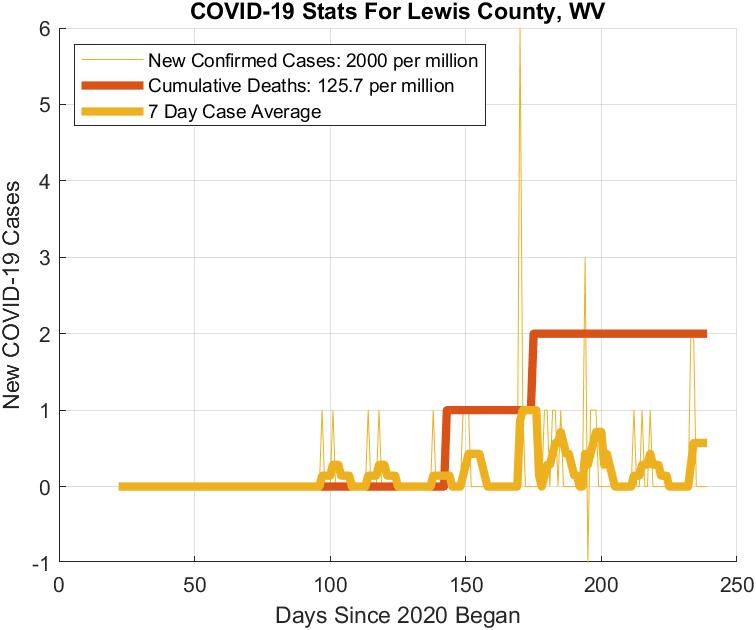 COVID-19 Stats For Lewis County, WV
New Confirmed Cases: 2000 per million
Cumulative Deaths: 125.7 per million
7 Day Case Average
New COVID-19 Cases
6
5
4
3
2
1
0
-1
0 50 100 150 200 250
Days Since 2020 Began